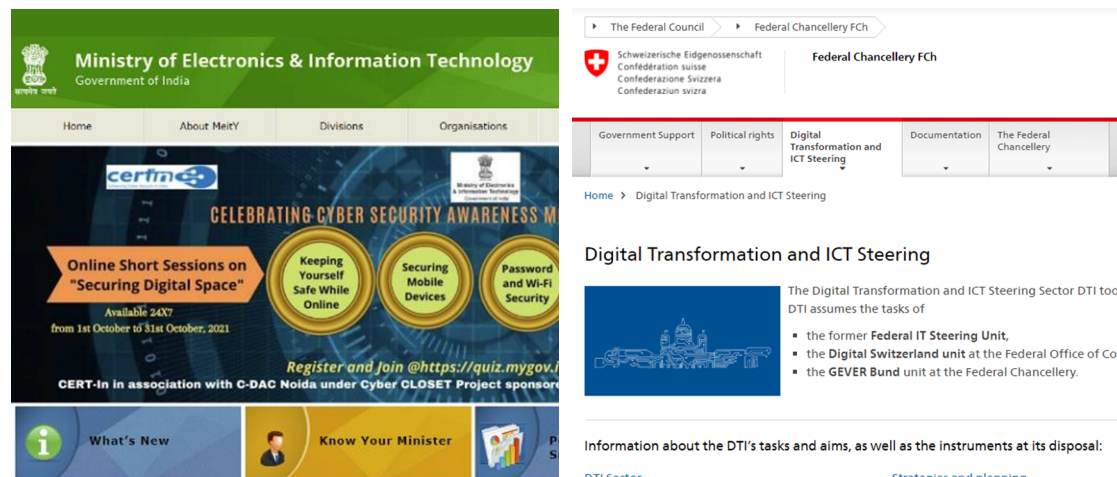 Ministry of Electronics & Information Technology
Government of India
सत्यमेव जयते
Home About MeitY Divisions Organisations
Ministry of Electronics
& Information Technology
Government of India
CELEBRATING CYBER SECURITY AWARENESS M
Online Short Sessions on
"Securing Digital Space"
Available 24X7
from 1st October to 31st October, 2021
Keeping
Yourself
Safe While
Online
Securing
Mobile
Devices
Password
and Wi-Fi
Security
Register and Join @https://quiz.mygov.i
CERT-In in association with C-DAC Noida under Cyber CLOSET Project sponsore
What's New
Know Your Minister
The Federal Council Federal Chancellery FCh
Schweizerische Eidgenossenschaft
Confédération suisse
Confederazione Svizzera
Confederaziun svizra
Federal Chancellery FCh
Government Support
Political rights
Digital
Transformation and
ICT Steering
Documentation
The Federal
Chancellery
Home > Digital Transformation and ICT Steering
Digital Transformation and ICT Steering
The Digital Transformation and ICT Steering Sector DTI too
DTI assumes the tasks of
the former Federal IT Steering Unit,
the Digital Switzerland unit at the Federal Office of Co
the GEVER Bund unit at the Federal Chancellery.
Information about the DTI's tasks and aims, as well as the instruments at its disposal:
DTI Sector Strategies and planning